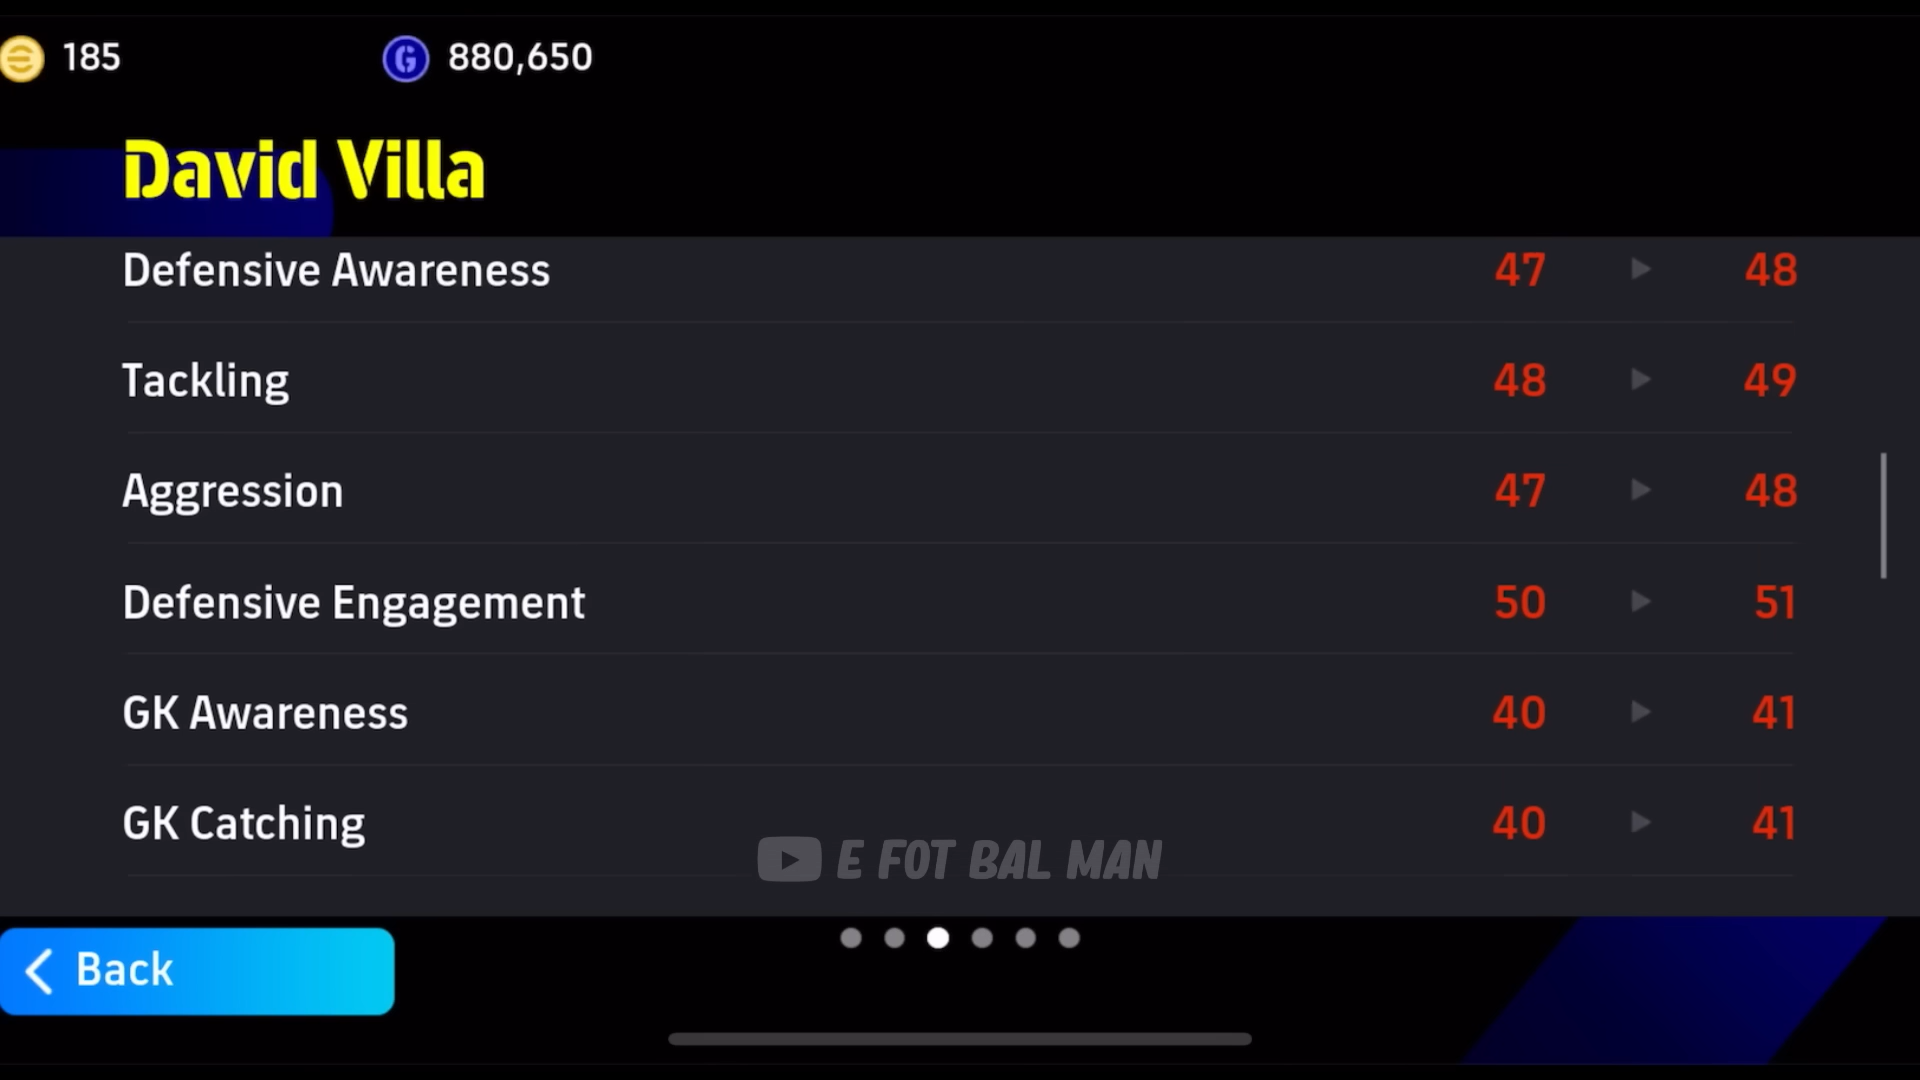 185
880,650
David Villa
Defensive Awareness 47 ▶ 48
Tackling 48 ▶ 49
Aggression 47 ▶ 48
Defensive Engagement 50 ▶ 51
GK Awareness 40 ▶ 41
GK Catching 40 ▶ 41
E FOT BAL MAN
Back